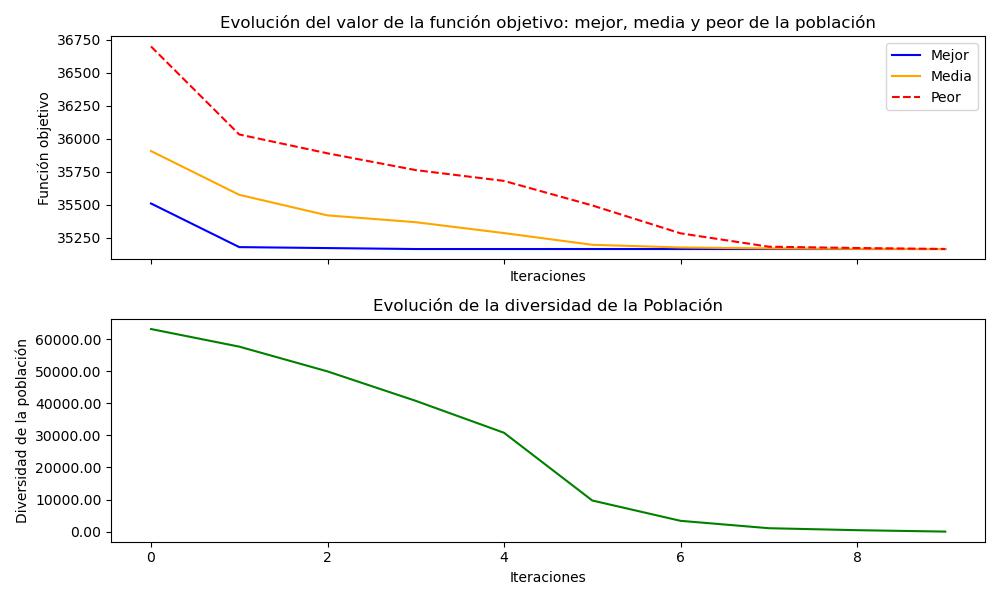 Evolución del valor de la función objetivo: mejor, media y peor de la población
36750
36500
36250
36000
35750
35500
35250
Función objetivo
Mejor
Media
Peor
Iteraciones
Evolución de la diversidad de la Población
60000.00
50000.00
40000.00
30000.00
20000.00
10000.00
0.00
Diversidad de la población
0 2 4 6 8
Iteraciones